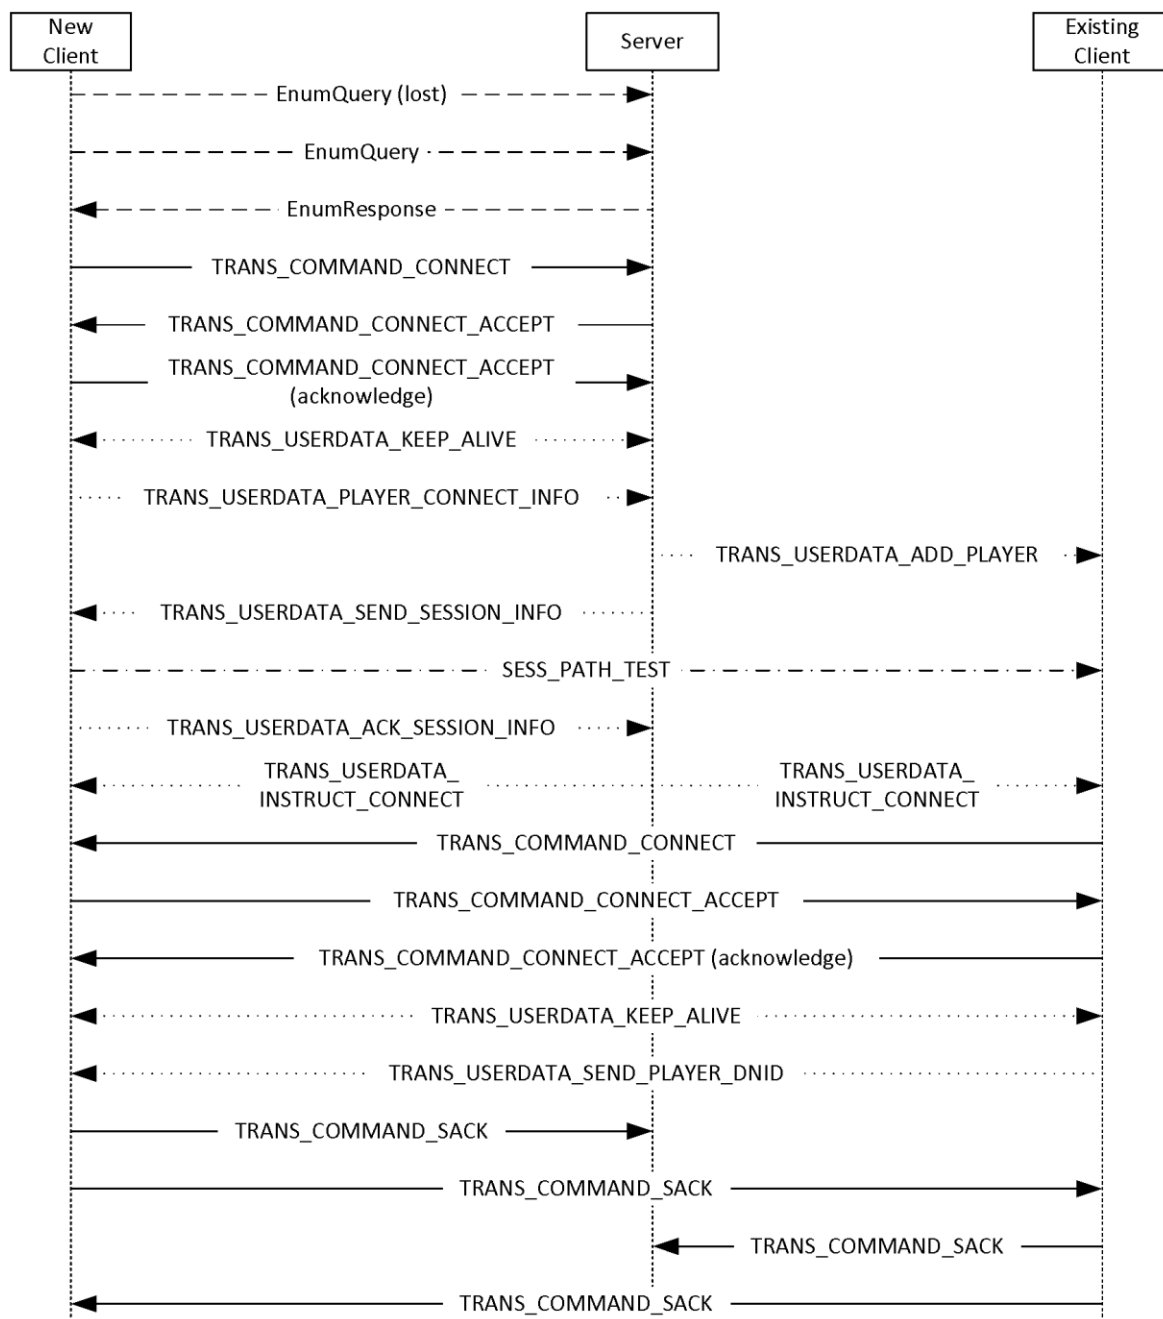 New
Client
Server
Existing
Client
EnumQuery (lost)
EnumQuery
EnumResponse
TRANS_COMMAND_CONNECT
TRANS_COMMAND_CONNECT_ACCEPT
TRANS_COMMAND_CONNECT_ACCEPT
(acknowledge)
TRANS_USERDATA_KEEP_ALIVE
TRANS_USERDATA_PLAYER_CONNECT_INFO
TRANS_USERDATA_ADD_PLAYER
TRANS_USERDATA_SEND_SESSION_INFO
SESS_PATH_TEST
TRANS_USERDATA_ACK_SESSION_INFO
TRANS_USERDATA_
INSTRUCT_CONNECT
TRANS_USERDATA_
INSTRUCT_CONNECT
TRANS_COMMAND_CONNECT
TRANS_COMMAND_CONNECT_ACCEPT
TRANS_COMMAND_CONNECT_ACCEPT (acknowledge)
TRANS_USERDATA_KEEP_ALIVE
TRANS_USERDATA_SEND_PLAYER_DNID
TRANS_COMMAND_SACK
TRANS_COMMAND_SACK
TRANS_COMMAND_SACK
TRANS_COMMAND_SACK